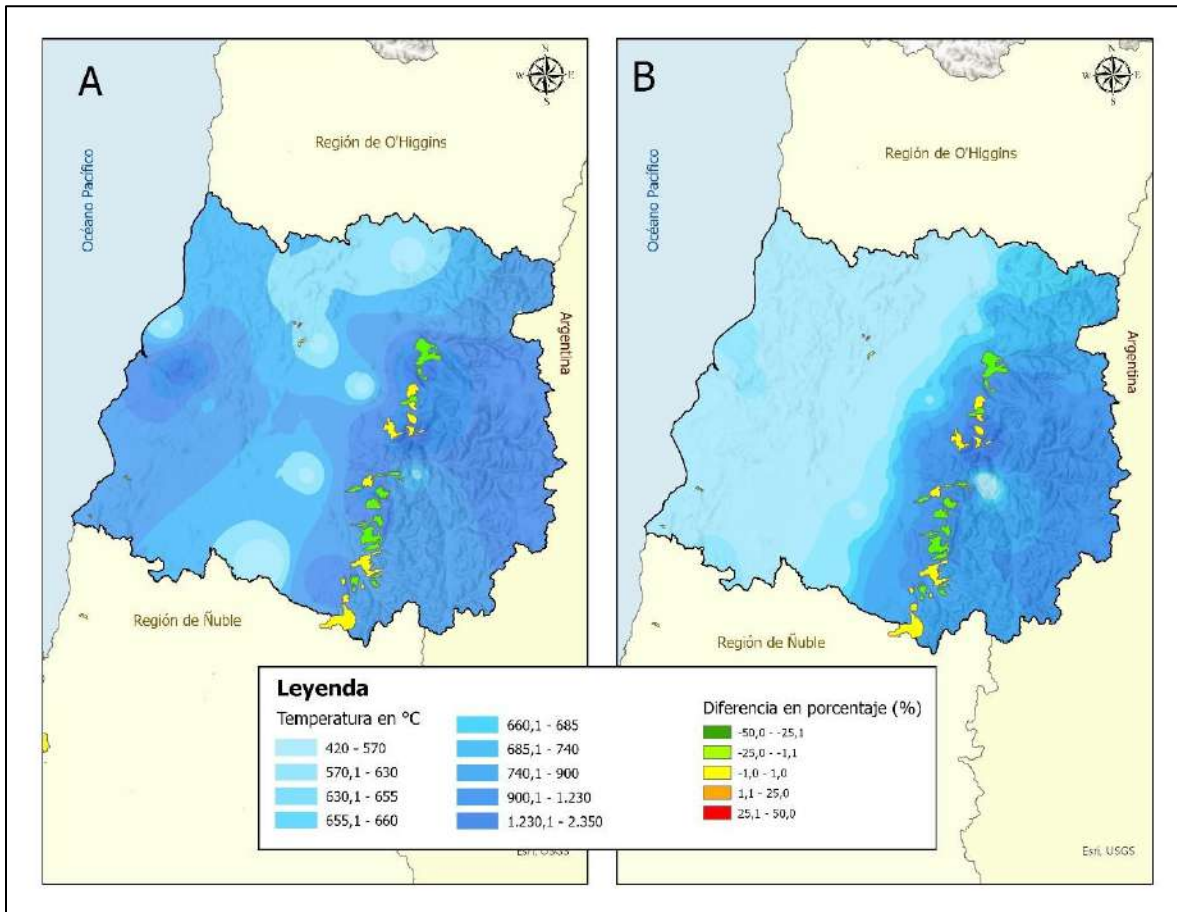 A
N
W E
S
Océano Pacífico
Región de O'Higgins
Argentina
Región de Ñuble
B
N
W E
S
Océano Pacífico
Región de O'Higgins
Argentina
Región de Ñuble
Leyenda
Temperatura en °C
420 - 570
570,1 - 630
630,1 - 655
655,1 - 660
660,1 - 685
685,1 - 740
740,1 - 900
900,1 - 1.230
1.230,1 - 2.350
Diferencia en porcentaje (%)
-50,0 - -25,1
-25,0 - -1,1
-1,0 - 1,0
1,1 - 25,0
25,1 - 50,0
Esri, USGS
Esri, USGS